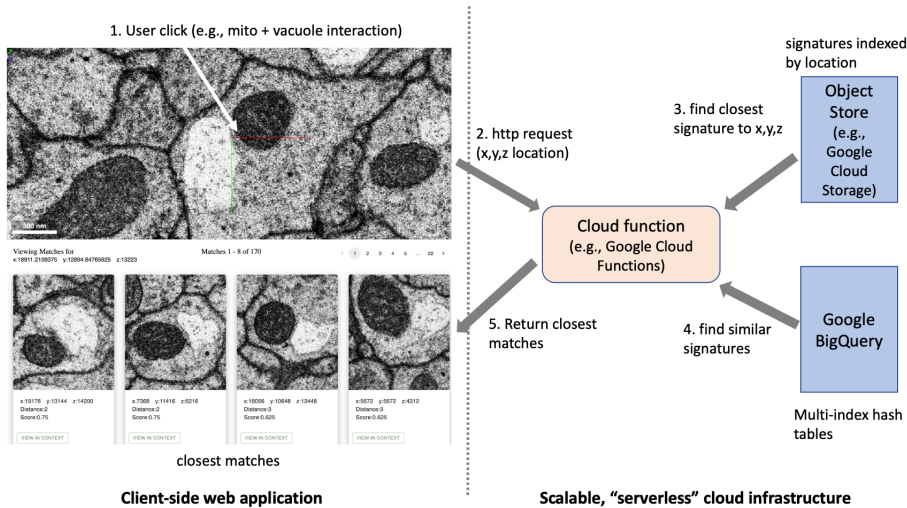 1. User click (e.g., mito + vacuole interaction)
300 nm
Viewing Matches for
x:18911.2109375 y:12894.84765625 z:13223
Matches 1 - 8 of 170
‹ 1 2 3 4 5 ... 22 ›
x:19176 y:13144 z:14200
Distance:2
Score:0.75
VIEW IN CONTEXT
x:7368 y:11416 z:6216
Distance:2
Score:0.75
VIEW IN CONTEXT
x:18056 y:10648 z:13448
Distance:3
Score:0.625
VIEW IN CONTEXT
x:5672 y:5672 z:4312
Distance:3
Score:0.625
VIEW IN CONTEXT
closest matches
Client-side web application
2. http request
(x,y,z location)
Cloud function
(e.g., Google Cloud
Functions)
signatures indexed
by location
Object
Store
(e.g.,
Google
Cloud
Storage)
3. find closest
signature to x,y,z
Google
BigQuery
4. find similar
signatures
Multi-index hash
tables
5. Return closest
matches
Scalable, “serverless” cloud infrastructure